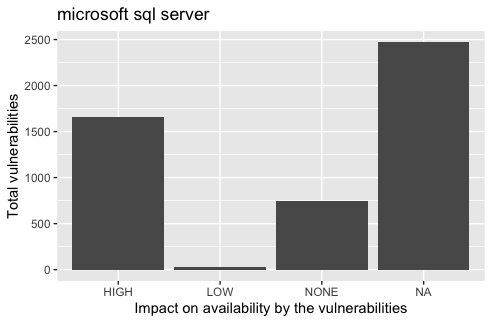 microsoft sql server
Total vulnerabilities
2500
2000
1500
1000
500
0
HIGH LOW NONE NA
Impact on availability by the vulnerabilities